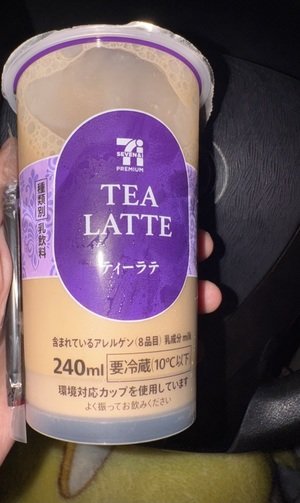 7
SEVEN&i
PREMIUM
TEA
LATTE
ティーラテ
種類別 乳飲料
含まれているアレルゲン(8品目) 乳成分 milk
240ml 要冷蔵(10℃以下)
環境対応カップを使用しています
よく振ってお飲みください